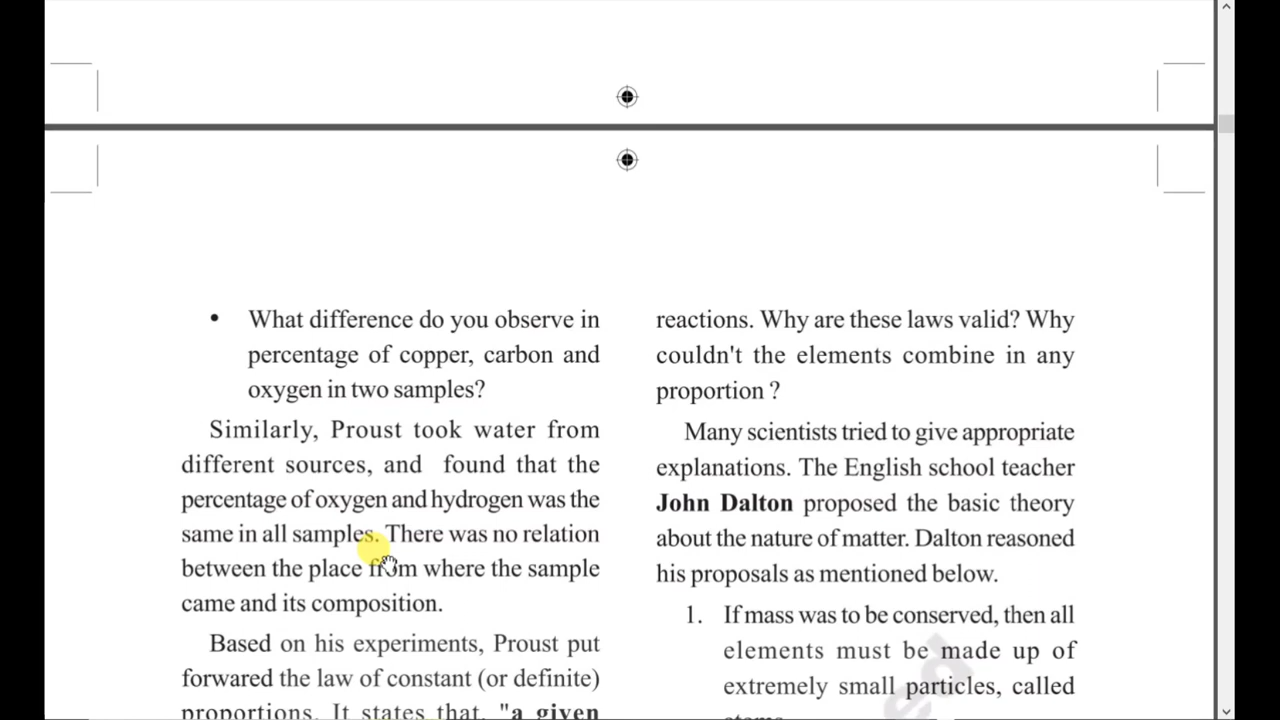 • What difference do you observe in
percentage of copper, carbon and
oxygen in two samples?
Similarly, Proust took water from
different sources, and found that the
percentage of oxygen and hydrogen was the
same in all samples. There was no relation
between the place from where the sample
came and its composition.
Based on his experiments, Proust put
forwared the law of constant (or definite)
proportions. It states that, "a given
reactions. Why are these laws valid? Why
couldn't the elements combine in any
proportion ?
Many scientists tried to give appropriate
explanations. The English school teacher
John Dalton proposed the basic theory
about the nature of matter. Dalton reasoned
his proposals as mentioned below.
1. If mass was to be conserved, then all
elements must be made up of
extremely small particles, called